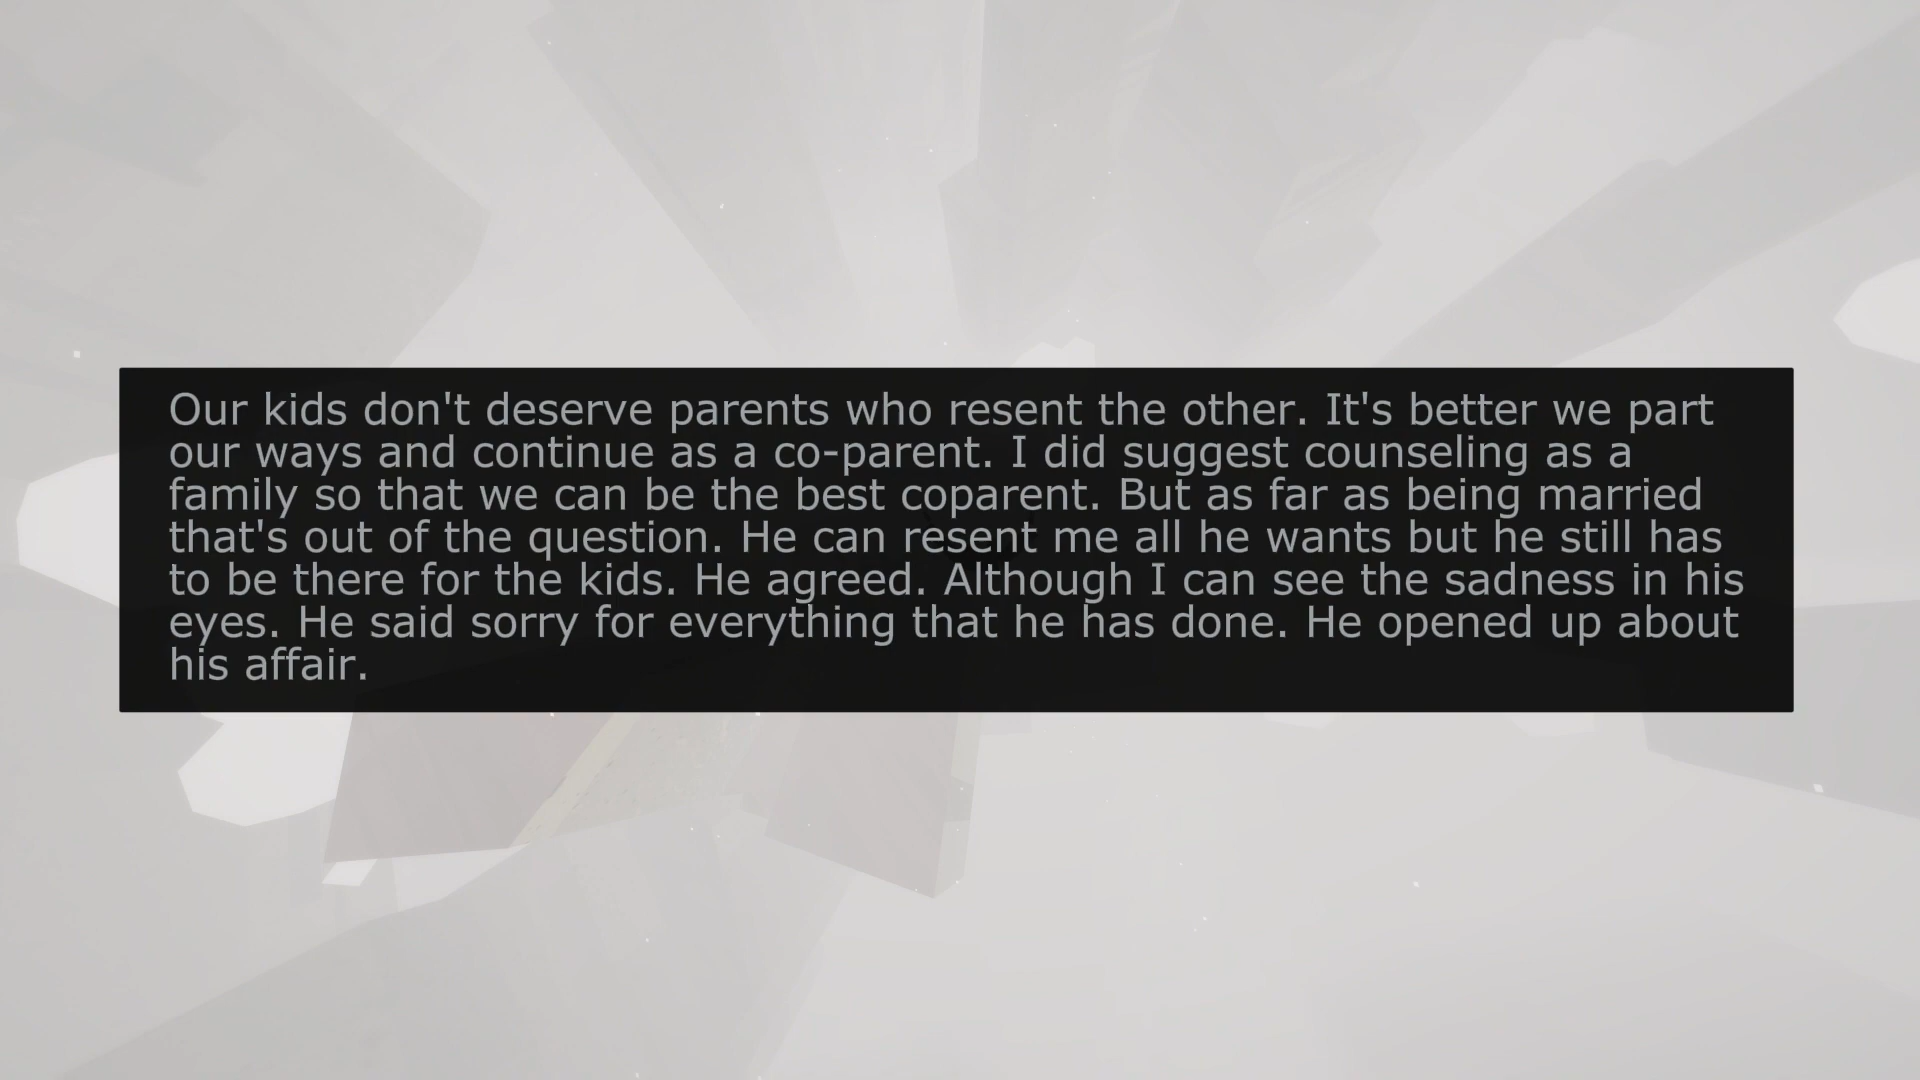 Our kids don't deserve parents who resent the other. It's better we part
our ways and continue as a co-parent. I did suggest counseling as a
family so that we can be the best coparent. But as far as being married
that's out of the question. He can resent me all he wants but he still has
to be there for the kids. He agreed. Although I can see the sadness in his
eyes. He said sorry for everything that he has done. He opened up about
his affair.